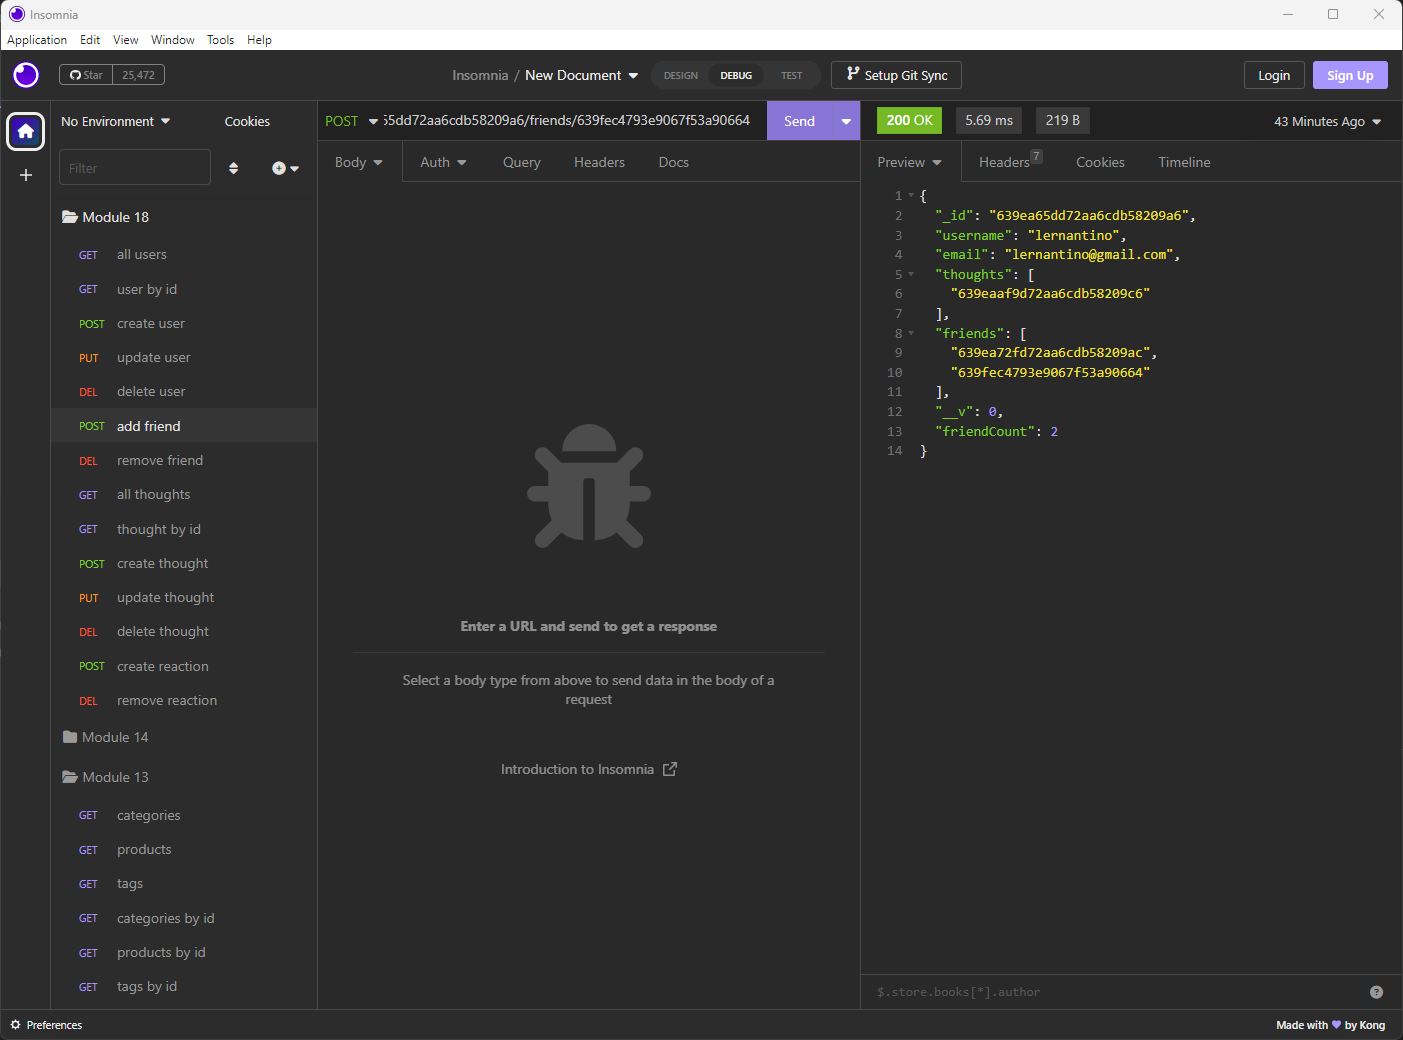 Insomnia
Application Edit View Window Tools Help
Star 25,472
Insomnia / New Document
DESIGN DEBUG TEST
Setup Git Sync
Login Sign Up
No Environment Cookies
Filter
Module 18
GET all users
GET user by id
POST create user
PUT update user
DEL delete user
POST add friend
DEL remove friend
GET all thoughts
GET thought by id
POST create thought
PUT update thought
DEL delete thought
POST create reaction
DEL remove reaction
Module 14
Module 13
GET categories
GET products
GET tags
GET categories by id
GET products by id
GET tags by id
POST 55dd72aa6cdb58209a6/friends/639fec4793e9067f53a90664 Send
Body Auth Query Headers Docs
Enter a URL and send to get a response
Select a body type from above to send data in the body of a
request
Introduction to Insomnia
200 OK 5.69 ms 219 B 43 Minutes Ago
Preview Headers 7 Cookies Timeline
1 {
2 "_id": "639ea65dd72aa6cdb58209a6",
3 "username": "lernantino",
4 "email": "lernantino@gmail.com",
5 "thoughts": [
6 "639eaaf9d72aa6cdb58209c6"
7 ],
8 "friends": [
9 "639ea72fd72aa6cdb58209ac",
10 "639fec4793e9067f53a90664"
11 ],
12 "__v": 0,
13 "friendCount": 2
14 }
$.store.books[*].author ?
Preferences
Made with by Kong